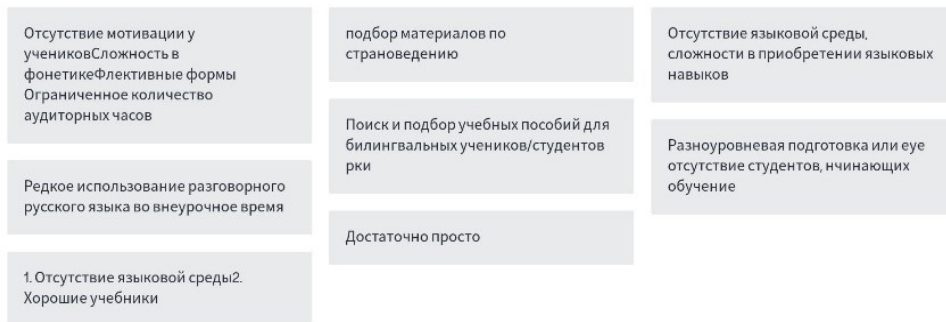 Отсутствие мотивации у
учениковСложность в
фонетикеФлективные формы
Ограниченное количество
аудиторных часов
Редкое использование разговорного
русского языка во внеурочное время
1. Отсутствие языковой среды2.
Хорошие учебники
подбор материалов по
страноведению
Поиск и подбор учебных пособий для
билингвальных учеников/студентов
рки
Достаточно просто
Отсутствие языковой среды,
сложности в приобретении языковых
навыков
Разноуровневая подготовка или eye
отсутствие студентов, нчинающих
обучение